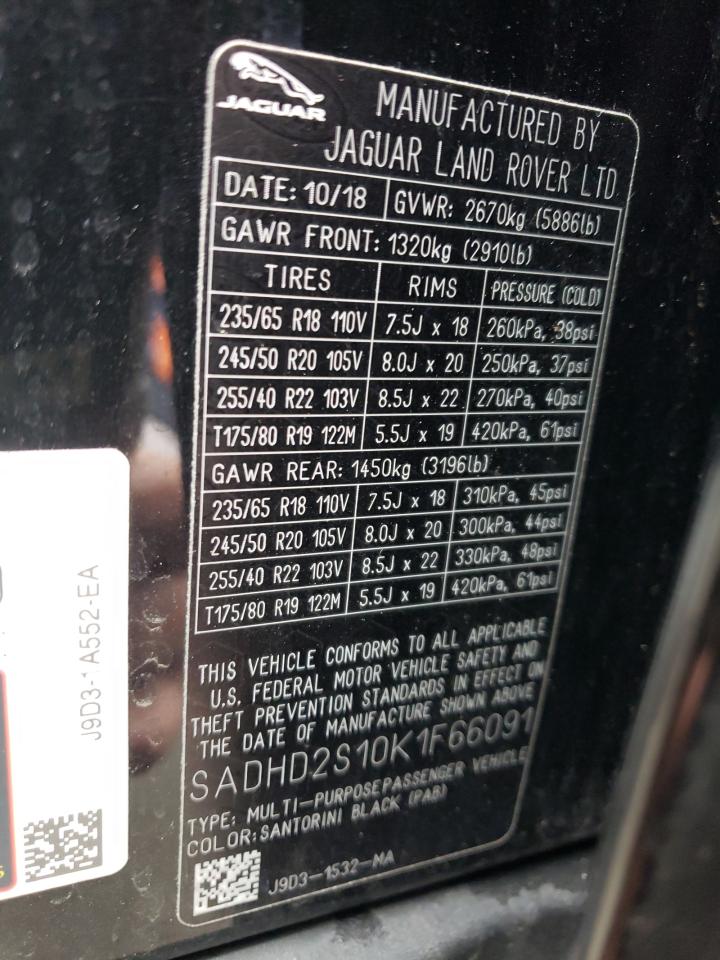 JAGUAR
MANUFACTURED BY
JAGUAR LAND ROVER LTD
DATE: 10/18 GVWR: 2670kg (5886lb)
GAWR FRONT: 1320kg (2910lb)
TIRES RIMS PRESSURE (COLD)
235/65 R18 110V 7.5J x 18 260kPa, 38psi
245/50 R20 105V 8.0J x 20 250kPa, 37psi
255/40 R22 103V 8.5J x 22 270kPa, 40psi
T175/80 R19 122M 5.5J x 19 420kPa, 61psi
GAWR REAR: 1450kg (3196lb)
235/65 R18 110V 7.5J x 18 310kPa, 45psi
245/50 R20 105V 8.0J x 20 300kPa, 44psi
255/40 R22 103V 8.5J x 22 330kPa, 48psi
T175/80 R19 122M 5.5J x 19 420kPa, 61psi
THIS VEHICLE CONFORMS TO ALL APPLICABLE
U.S. FEDERAL MOTOR VEHICLE SAFETY AND
THEFT PREVENTION STANDARDS IN EFFECT ON
THE DATE OF MANUFACTURE SHOWN ABOVE
SADHD2S10K1F66091
TYPE: MULTI-PURPOSE PASSENGER VEHICLE
COLOR: SANTORINI BLACK (PAB)
J9D3-1532-MA
J9D3-1A552-EA